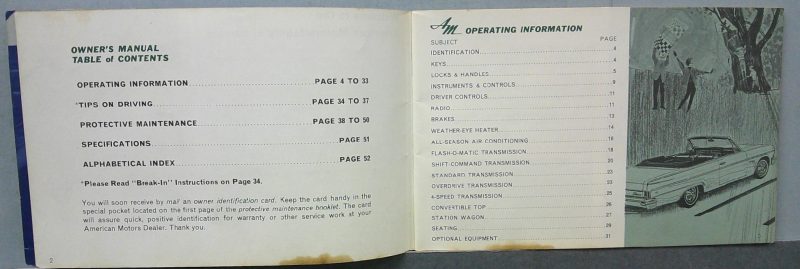 OWNER'S MANUAL
TABLE of CONTENTS
OPERATING INFORMATION PAGE 4 TO 33
*TIPS ON DRIVING PAGE 34 TO 37
PROTECTIVE MAINTENANCE PAGE 38 TO 50
SPECIFICATIONS PAGE 51
ALPHABETICAL INDEX PAGE 52
*Please Read "Break-In" Instructions on Page 34.
You will soon receive by mail an owner identification card. Keep the card handy in the
special pocket located on the first page of the protective maintenance booklet. The card
will assure quick, positive identification for warranty or other service work at your
American Motors Dealer. Thank you.
2
AM OPERATING INFORMATION
SUBJECT PAGE
IDENTIFICATION 4
KEYS 4
LOCKS & HANDLES 5
INSTRUMENTS & CONTROLS 9
DRIVER CONTROLS 11
RADIO 11
BRAKES 13
WEATHER-EYE HEATER 14
ALL-SEASON AIR CONDITIONING 16
FLASH-O-MATIC TRANSMISSION 18
SHIFT-COMMAND TRANSMISSION 20
STANDARD TRANSMISSION 23
OVERDRIVE TRANSMISSION 23
4-SPEED TRANSMISSION 25
CONVERTIBLE TOP 26
STATION WAGON 27
SEATING 29
OPTIONAL EQUIPMENT 31